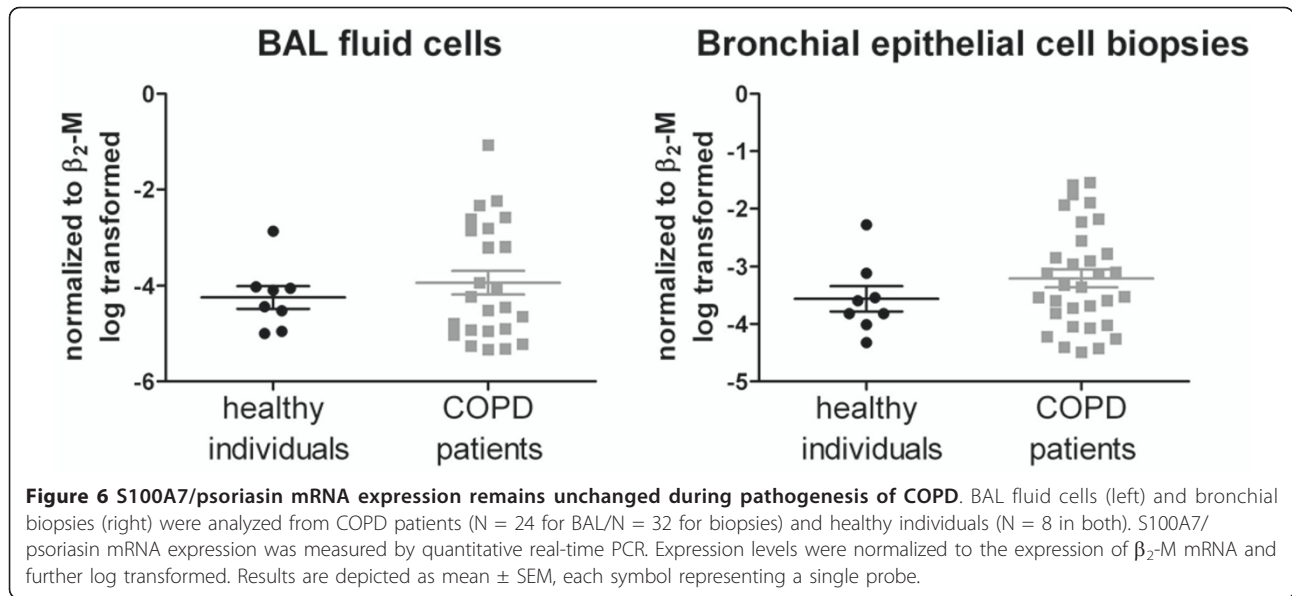 BAL fluid cells
normalized to β₂-M
log transformed
0
-2
-4
-6
healthy
individuals
COPD
patients
Bronchial epithelial cell biopsies
normalized to β₂-M
log transformed
0
-1
-2
-3
-4
-5
healthy
individuals
COPD
patients
Figure 6 S100A7/psoriasin mRNA expression remains unchanged during pathogenesis of COPD. BAL fluid cells (left) and bronchial
biopsies (right) were analyzed from COPD patients (N = 24 for BAL/N = 32 for biopsies) and healthy individuals (N = 8 in both). S100A7/
psoriasin mRNA expression was measured by quantitative real-time PCR. Expression levels were normalized to the expression of β₂-M mRNA and
further log transformed. Results are depicted as mean ± SEM, each symbol representing a single probe.